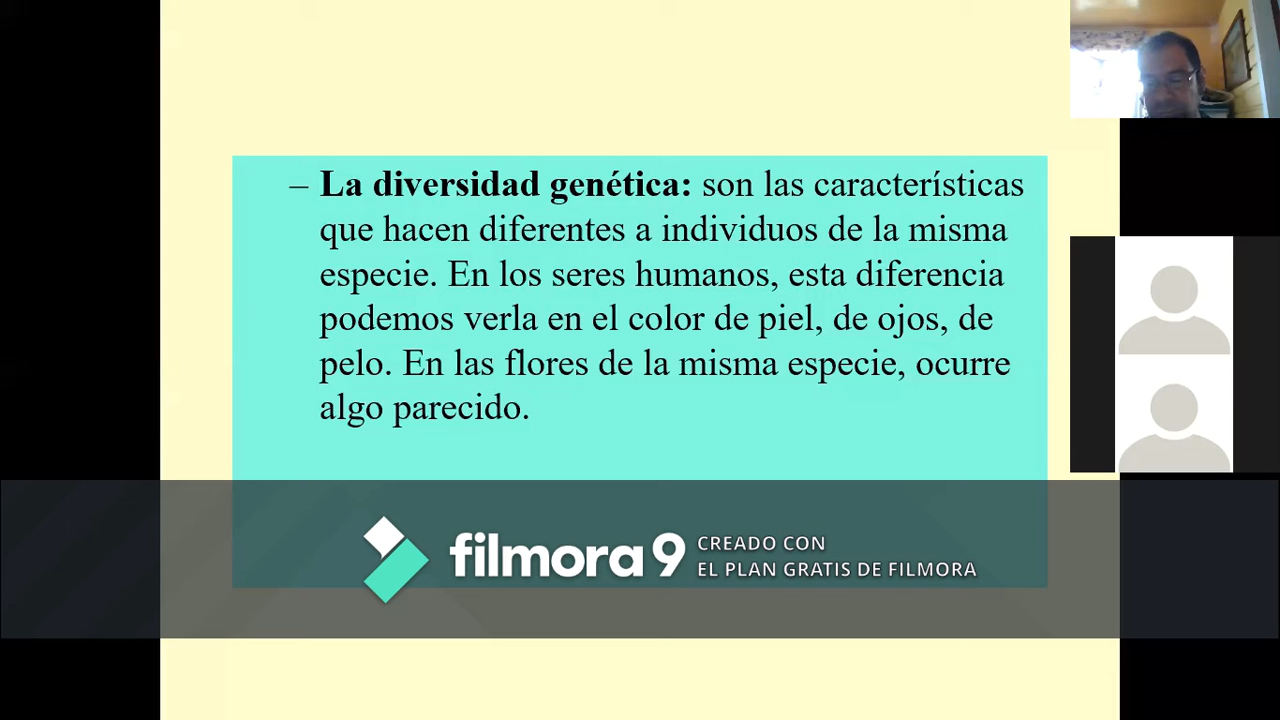 – La diversidad genética: son las características
que hacen diferentes a individuos de la misma
especie. En los seres humanos, esta diferencia
podemos verla en el color de piel, de ojos, de
pelo. En las flores de la misma especie, ocurre
algo parecido.
filmora 9
CREADO CON
EL PLAN GRATIS DE FILMORA